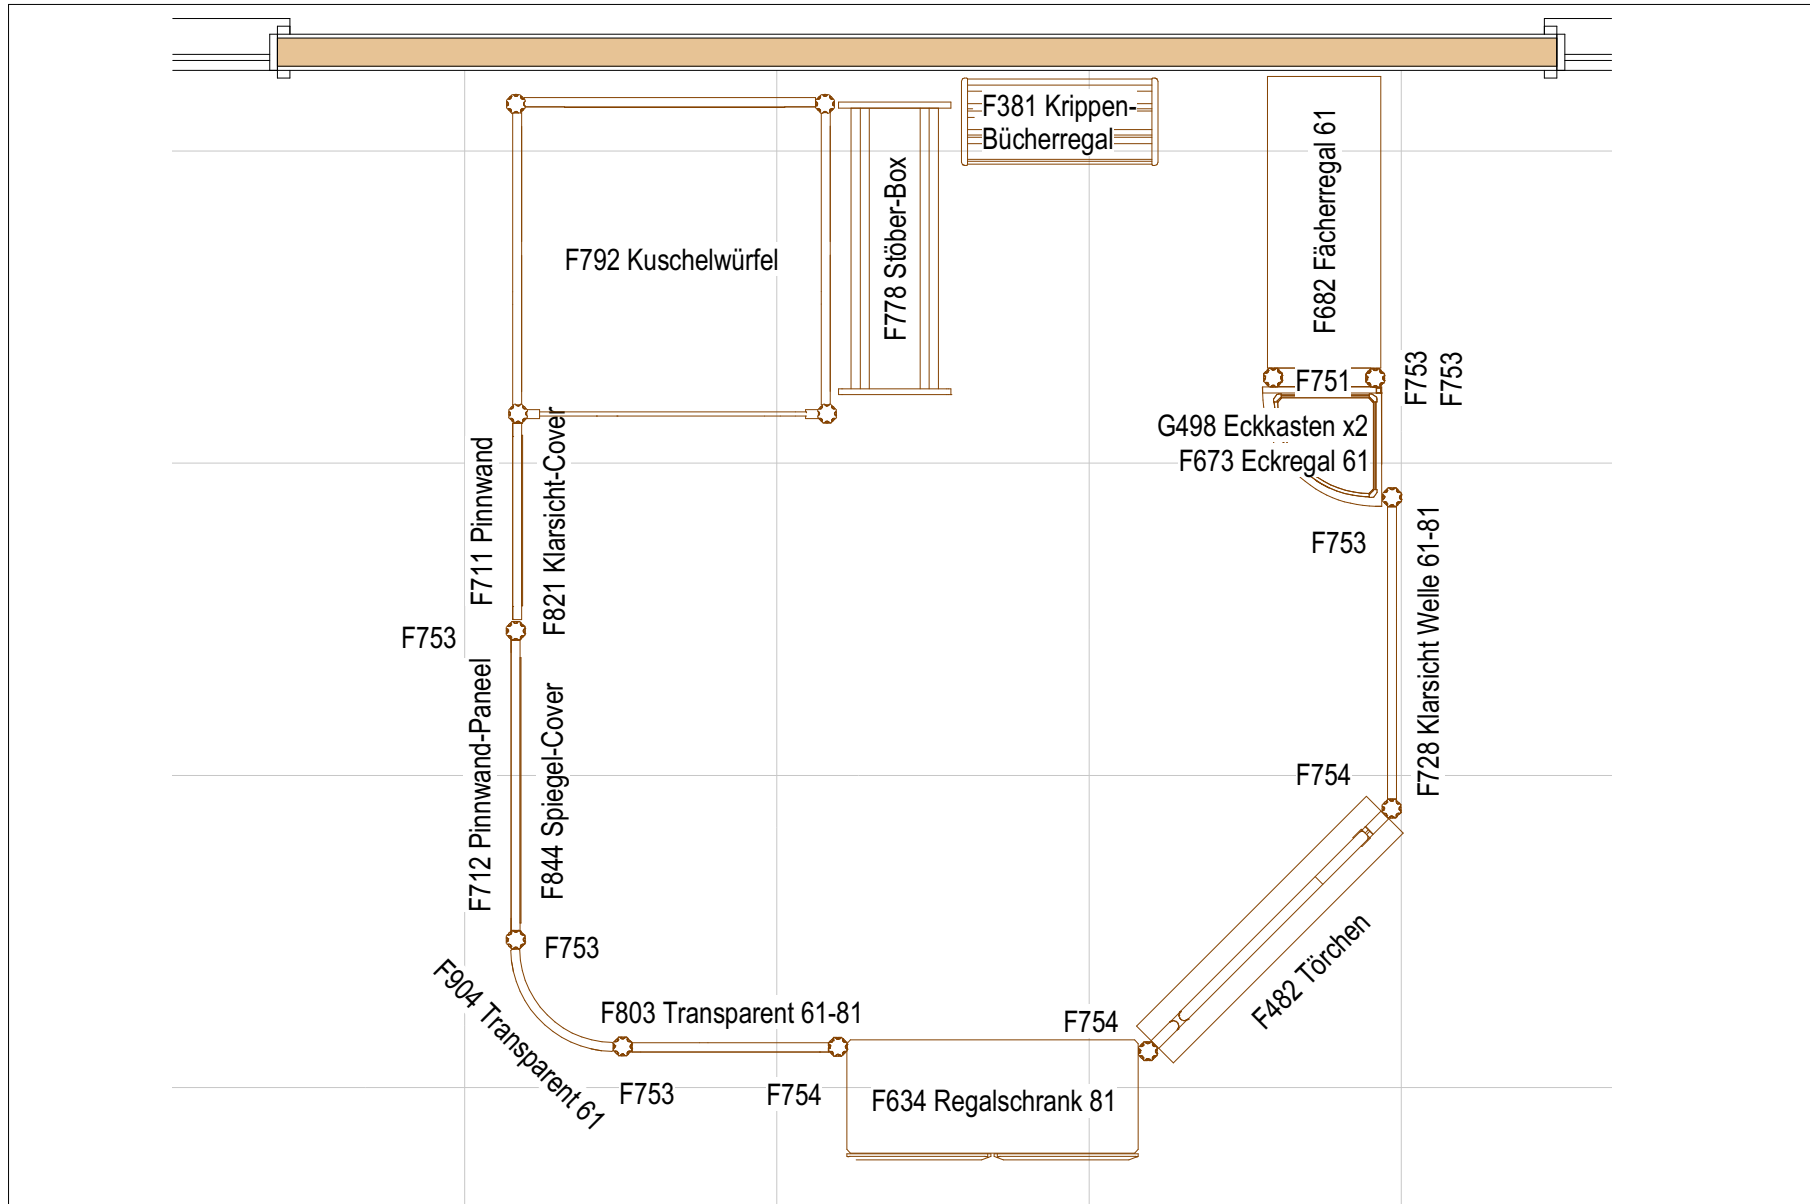 F381 Krippen-
Bücherregal
F682 Fächerregal 61
F778 Stöber-Box
F792 Kuschelwürfel
F751
F753
F753
G498 Eckkasten x2
F673 Eckregal 61
F711 Pinnwand
F821 Klarsicht-Cover
F753
F728 Klarsicht Welle 61-81
F753
F712 Pinnwand-Paneel
F844 Spiegel-Cover
F754
F753
F482 Törchen
F904 Transparent 61
F803 Transparent 61-81
F754
F753
F754
F634 Regalschrank 81